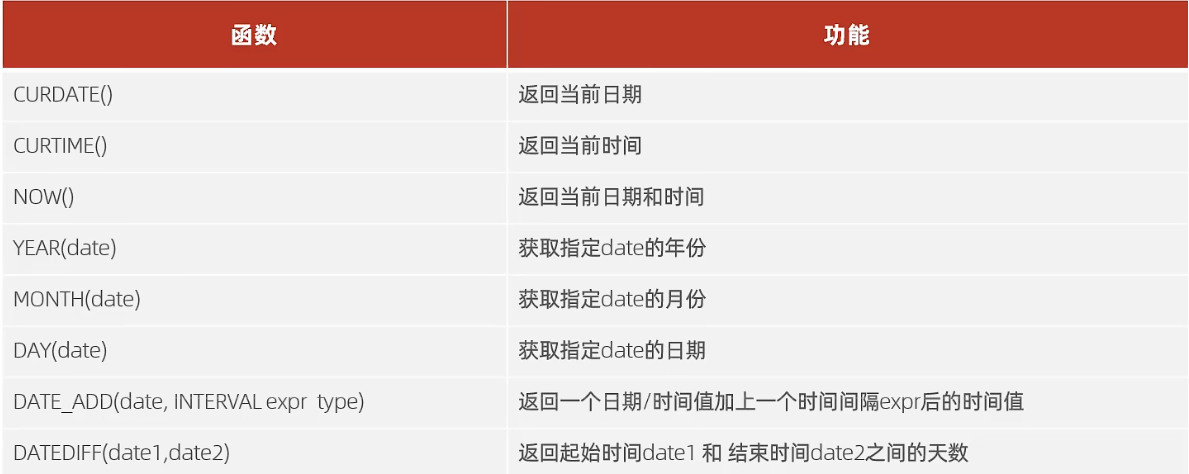 函数 功能
CURDATE() 返回当前日期
CURTIME() 返回当前时间
NOW() 返回当前日期和时间
YEAR(date) 获取指定date的年份
MONTH(date) 获取指定date的月份
DAY(date) 获取指定date的日期
DATE_ADD(date, INTERVAL expr type) 返回一个日期/时间值加上一个时间间隔expr后的时间值
DATEDIFF(date1,date2) 返回起始时间date1 和 结束时间date2之间的天数